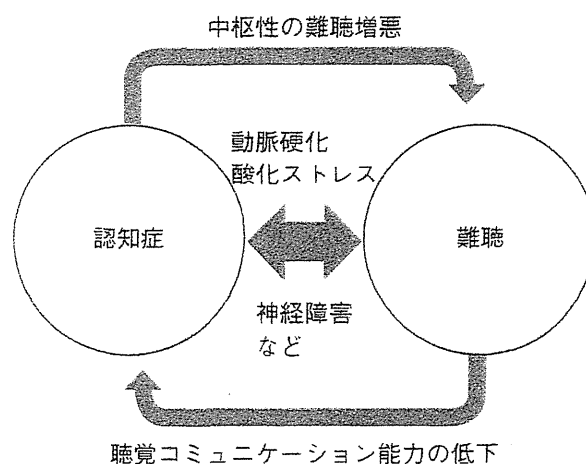 中枢性の難聴増悪
動脈硬化
酸化ストレス
認知症
難聴
神経障害
など
聴覚コミュニケーション能力の低下